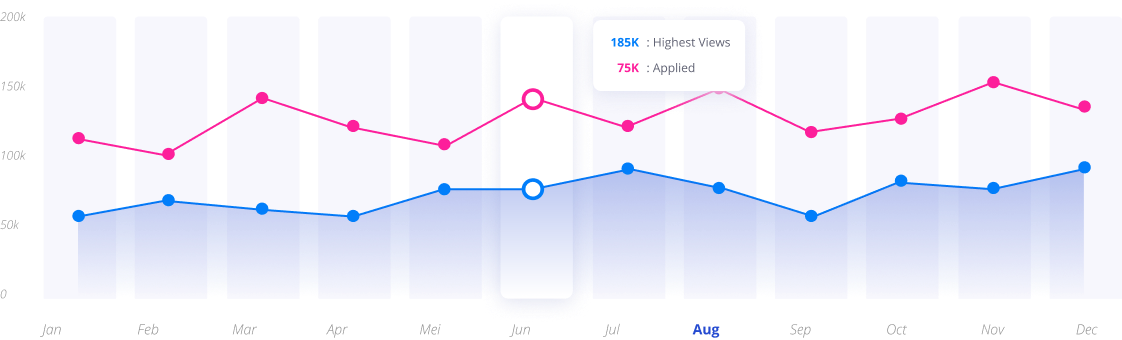 200k
185K : Highest Views
75K : Applied
150k
100k
50k
0
Jan Feb Mar Apr Mei Jun Jul Aug Sep Oct Nov Dec